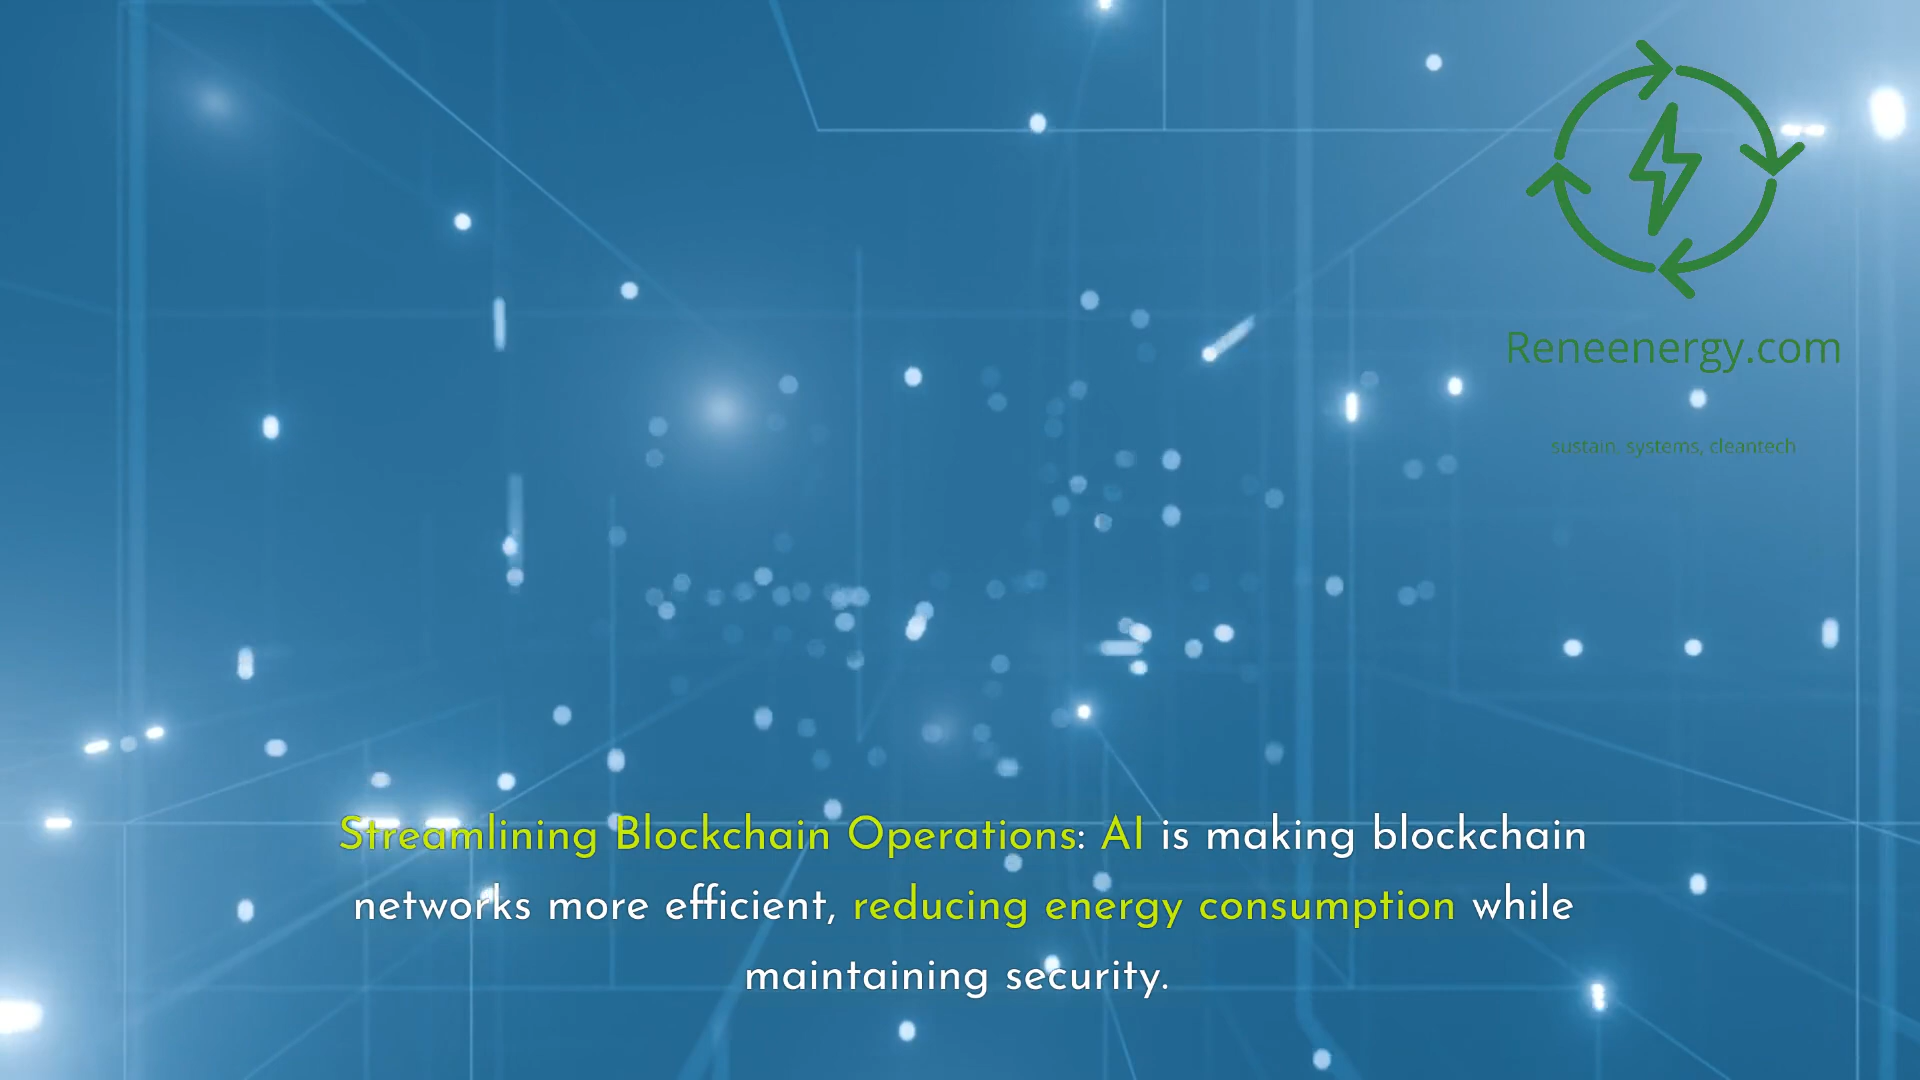 Reneenergy.com
sustain, systems, cleantech
Streamlining Blockchain Operations: AI is making blockchain
networks more efficient, reducing energy consumption while
maintaining security.